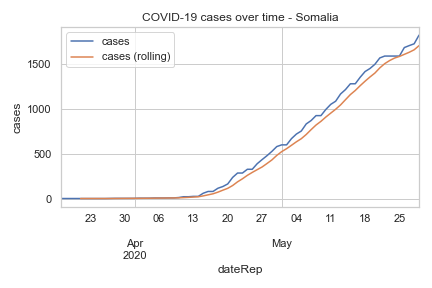 COVID-19 cases over time - Somalia
cases
cases (rolling)
cases
1500
1000
500
0
23 30 06 13 20 27 04 11 18 25
Apr May
2020
dateRep